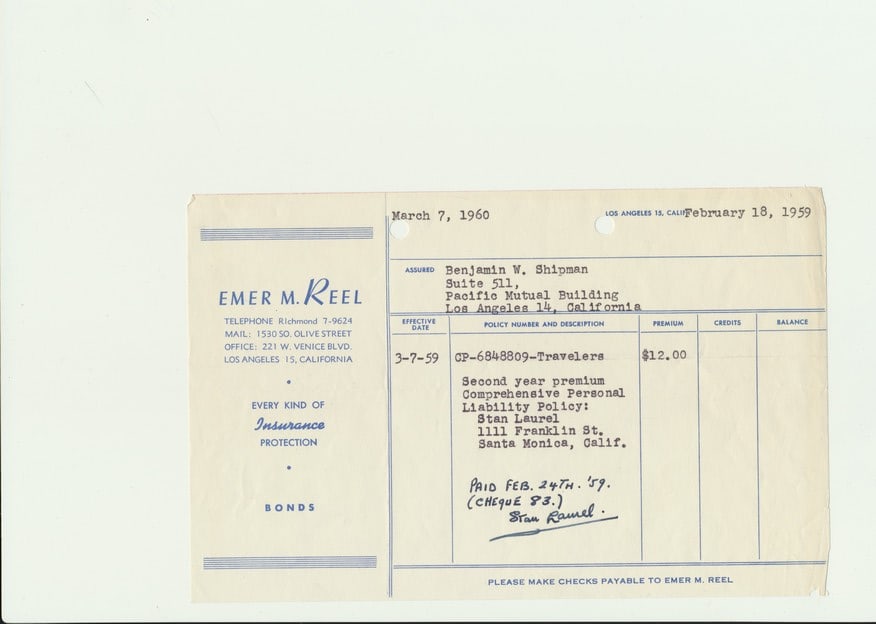 EMER M. REEL
TELEPHONE RIchmond 7-9624
MAIL: 1530 SO. OLIVE STREET
OFFICE: 221 W. VENICE BLVD.
LOS ANGELES 15, CALIFORNIA
EVERY KIND OF
Insurance
PROTECTION
BONDS
March 7, 1960
LOS ANGELES 15, CALIF. February 18, 1959
ASSURED Benjamin W. Shipman
Suite 511,
Pacific Mutual Building
Los Angeles 14, California
EFFECTIVE DATE POLICY NUMBER AND DESCRIPTION PREMIUM CREDITS BALANCE
3-7-59 CP-6848809-Travelers $12.00
Second year premium
Comprehensive Personal
Liability Policy:
Stan Laurel
1111 Franklin St.
Santa Monica, Calif.
PAID FEB. 24TH. '59.
(CHEQUE 83.)
Stan Laurel.
PLEASE MAKE CHECKS PAYABLE TO EMER M. REEL